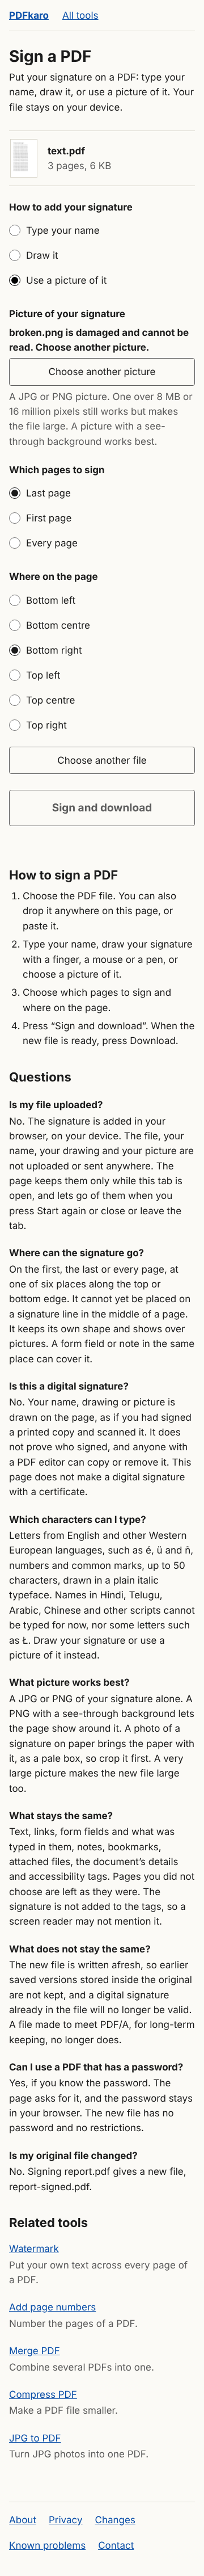 PDFkaro All tools
Sign a PDF
Put your signature on a PDF: type your
name, draw it, or use a picture of it. Your
file stays on your device.
text.pdf
3 pages, 6 KB
How to add your signature
Type your name
Draw it
Use a picture of it
Picture of your signature
broken.png is damaged and cannot be
read. Choose another picture.
Choose another picture
A JPG or PNG picture. One over 8 MB or
16 million pixels still works but makes
the file large. A picture with a see-
through background works best.
Which pages to sign
Last page
First page
Every page
Where on the page
Bottom left
Bottom centre
Bottom right
Top left
Top centre
Top right
Choose another file
Sign and download
How to sign a PDF
1. Choose the PDF file. You can also
drop it anywhere on this page, or
paste it.
2. Type your name, draw your signature
with a finger, a mouse or a pen, or
choose a picture of it.
3. Choose which pages to sign and
where on the page.
4. Press “Sign and download”. When the
new file is ready, press Download.
Questions
Is my file uploaded?
No. The signature is added in your
browser, on your device. The file, your
name, your drawing and your picture are
not uploaded or sent anywhere. The
page keeps them only while this tab is
open, and lets go of them when you
press Start again or close or leave the
tab.
Where can the signature go?
On the first, the last or every page, at
one of six places along the top or
bottom edge. It cannot yet be placed on
a signature line in the middle of a page.
It keeps its own shape and shows over
pictures. A form field or note in the same
place can cover it.
Is this a digital signature?
No. Your name, drawing or picture is
drawn on the page, as if you had signed
a printed copy and scanned it. It does
not prove who signed, and anyone with
a PDF editor can copy or remove it. This
page does not make a digital signature
with a certificate.
Which characters can I type?
Letters from English and other Western
European languages, such as é, ü and ñ,
numbers and common marks, up to 50
characters, drawn in a plain italic
typeface. Names in Hindi, Telugu,
Arabic, Chinese and other scripts cannot
be typed for now, nor some letters such
as Ł. Draw your signature or use a
picture of it instead.
What picture works best?
A JPG or PNG of your signature alone. A
PNG with a see-through background lets
the page show around it. A photo of a
signature on paper brings the paper with
it, as a pale box, so crop it first. A very
large picture makes the new file large
too.
What stays the same?
Text, links, form fields and what was
typed in them, notes, bookmarks,
attached files, the document’s details
and accessibility tags. Pages you did not
choose are left as they were. The
signature is not added to the tags, so a
screen reader may not mention it.
What does not stay the same?
The new file is written afresh, so earlier
saved versions stored inside the original
are not kept, and a digital signature
already in the file will no longer be valid.
A file made to meet PDF/A, for long-term
keeping, no longer does.
Can I use a PDF that has a password?
Yes, if you know the password. The
page asks for it, and the password stays
in your browser. The new file has no
password and no restrictions.
Is my original file changed?
No. Signing report.pdf gives a new file,
report-signed.pdf.
Related tools
Watermark
Put your own text across every page of
a PDF.
Add page numbers
Number the pages of a PDF.
Merge PDF
Combine several PDFs into one.
Compress PDF
Make a PDF file smaller.
JPG to PDF
Turn JPG photos into one PDF.
About Privacy Changes
Known problems Contact